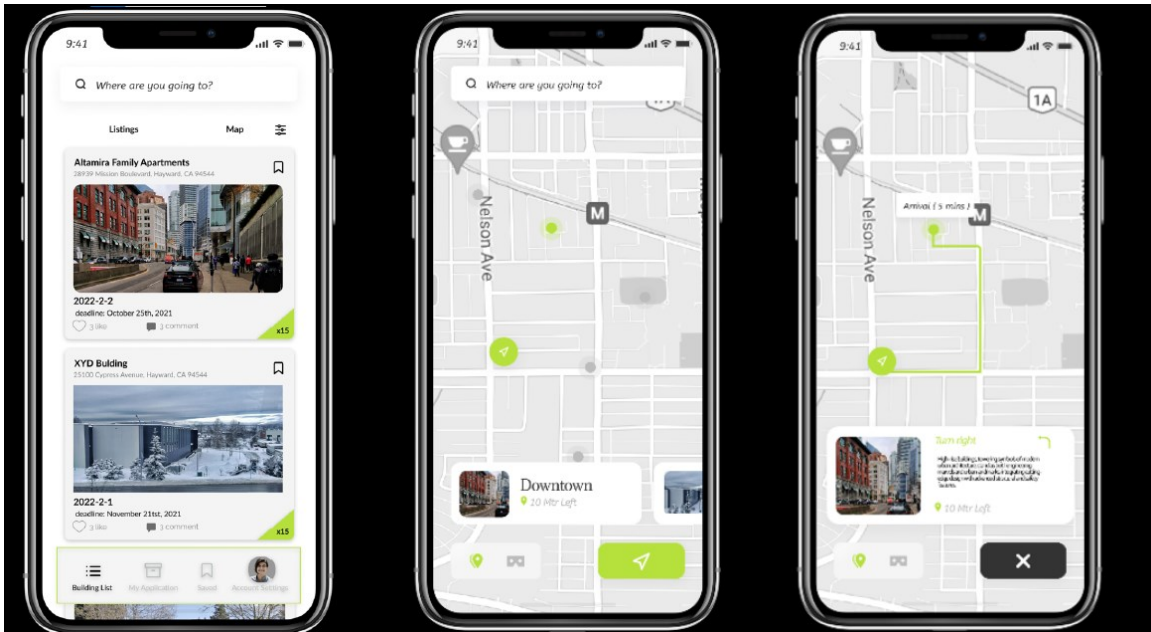 9:41
Where are you going to?
Listings
Map
Altamira Family Apartments
28939 Mission Boulevard, Hayward, CA 94544
2022-2-2
deadline: October 25th, 2021
3 like
3 comment
x15
XYD Bulding
25100 Cypress Avenue, Hayward, CA 94544
2022-2-1
deadline: November 21tst, 2021
3 like
3 comment
x15
Building List
My Application
Saved
Account Settings
9:41
Where are you going to?
M
Nelson Ave
Downtown
10 Mtr Left
9:41
1A
Arrival ( 5 mins )
M
Nelson Ave
Turn right
10 Mtr Left